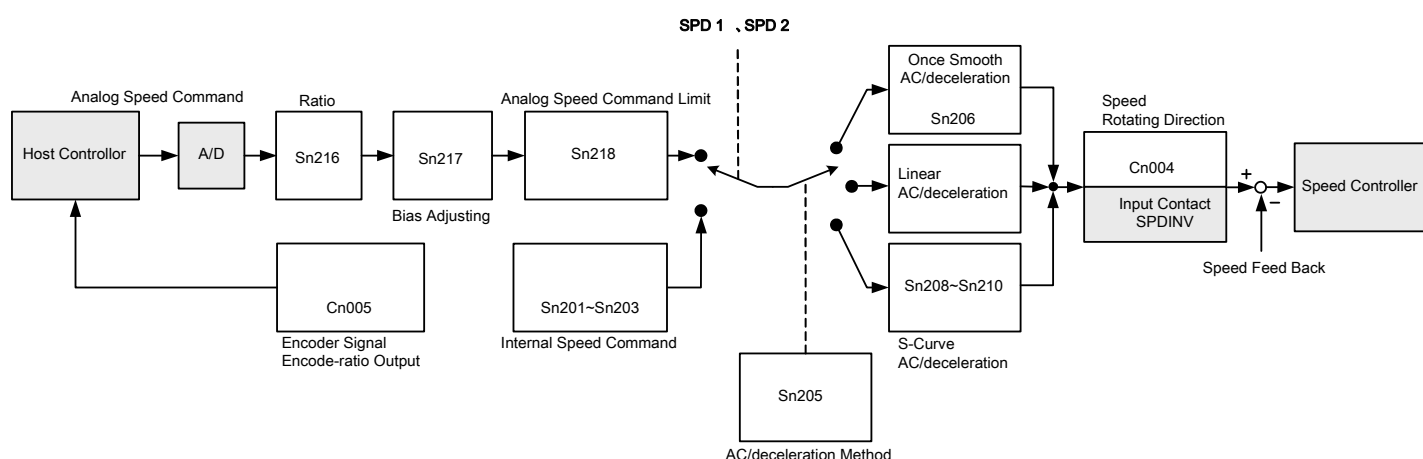 SPD 1 、SPD 2
Analog Speed Command
Host Controllor
A/D
Ratio
Sn216
Sn217
Bias Adjusting
Analog Speed Command Limit
Sn218
Cn005
Encoder Signal
Encode-ratio Output
Sn201~Sn203
Internal Speed Command
Sn205
AC/deceleration Method
Once Smooth
AC/deceleration
Sn206
Linear
AC/deceleration
Sn208~Sn210
S-Curve
AC/deceleration
Speed
Rotating Direction
Cn004
Input Contact
SPDINV
+
−
Speed Feed Back
Speed Controller